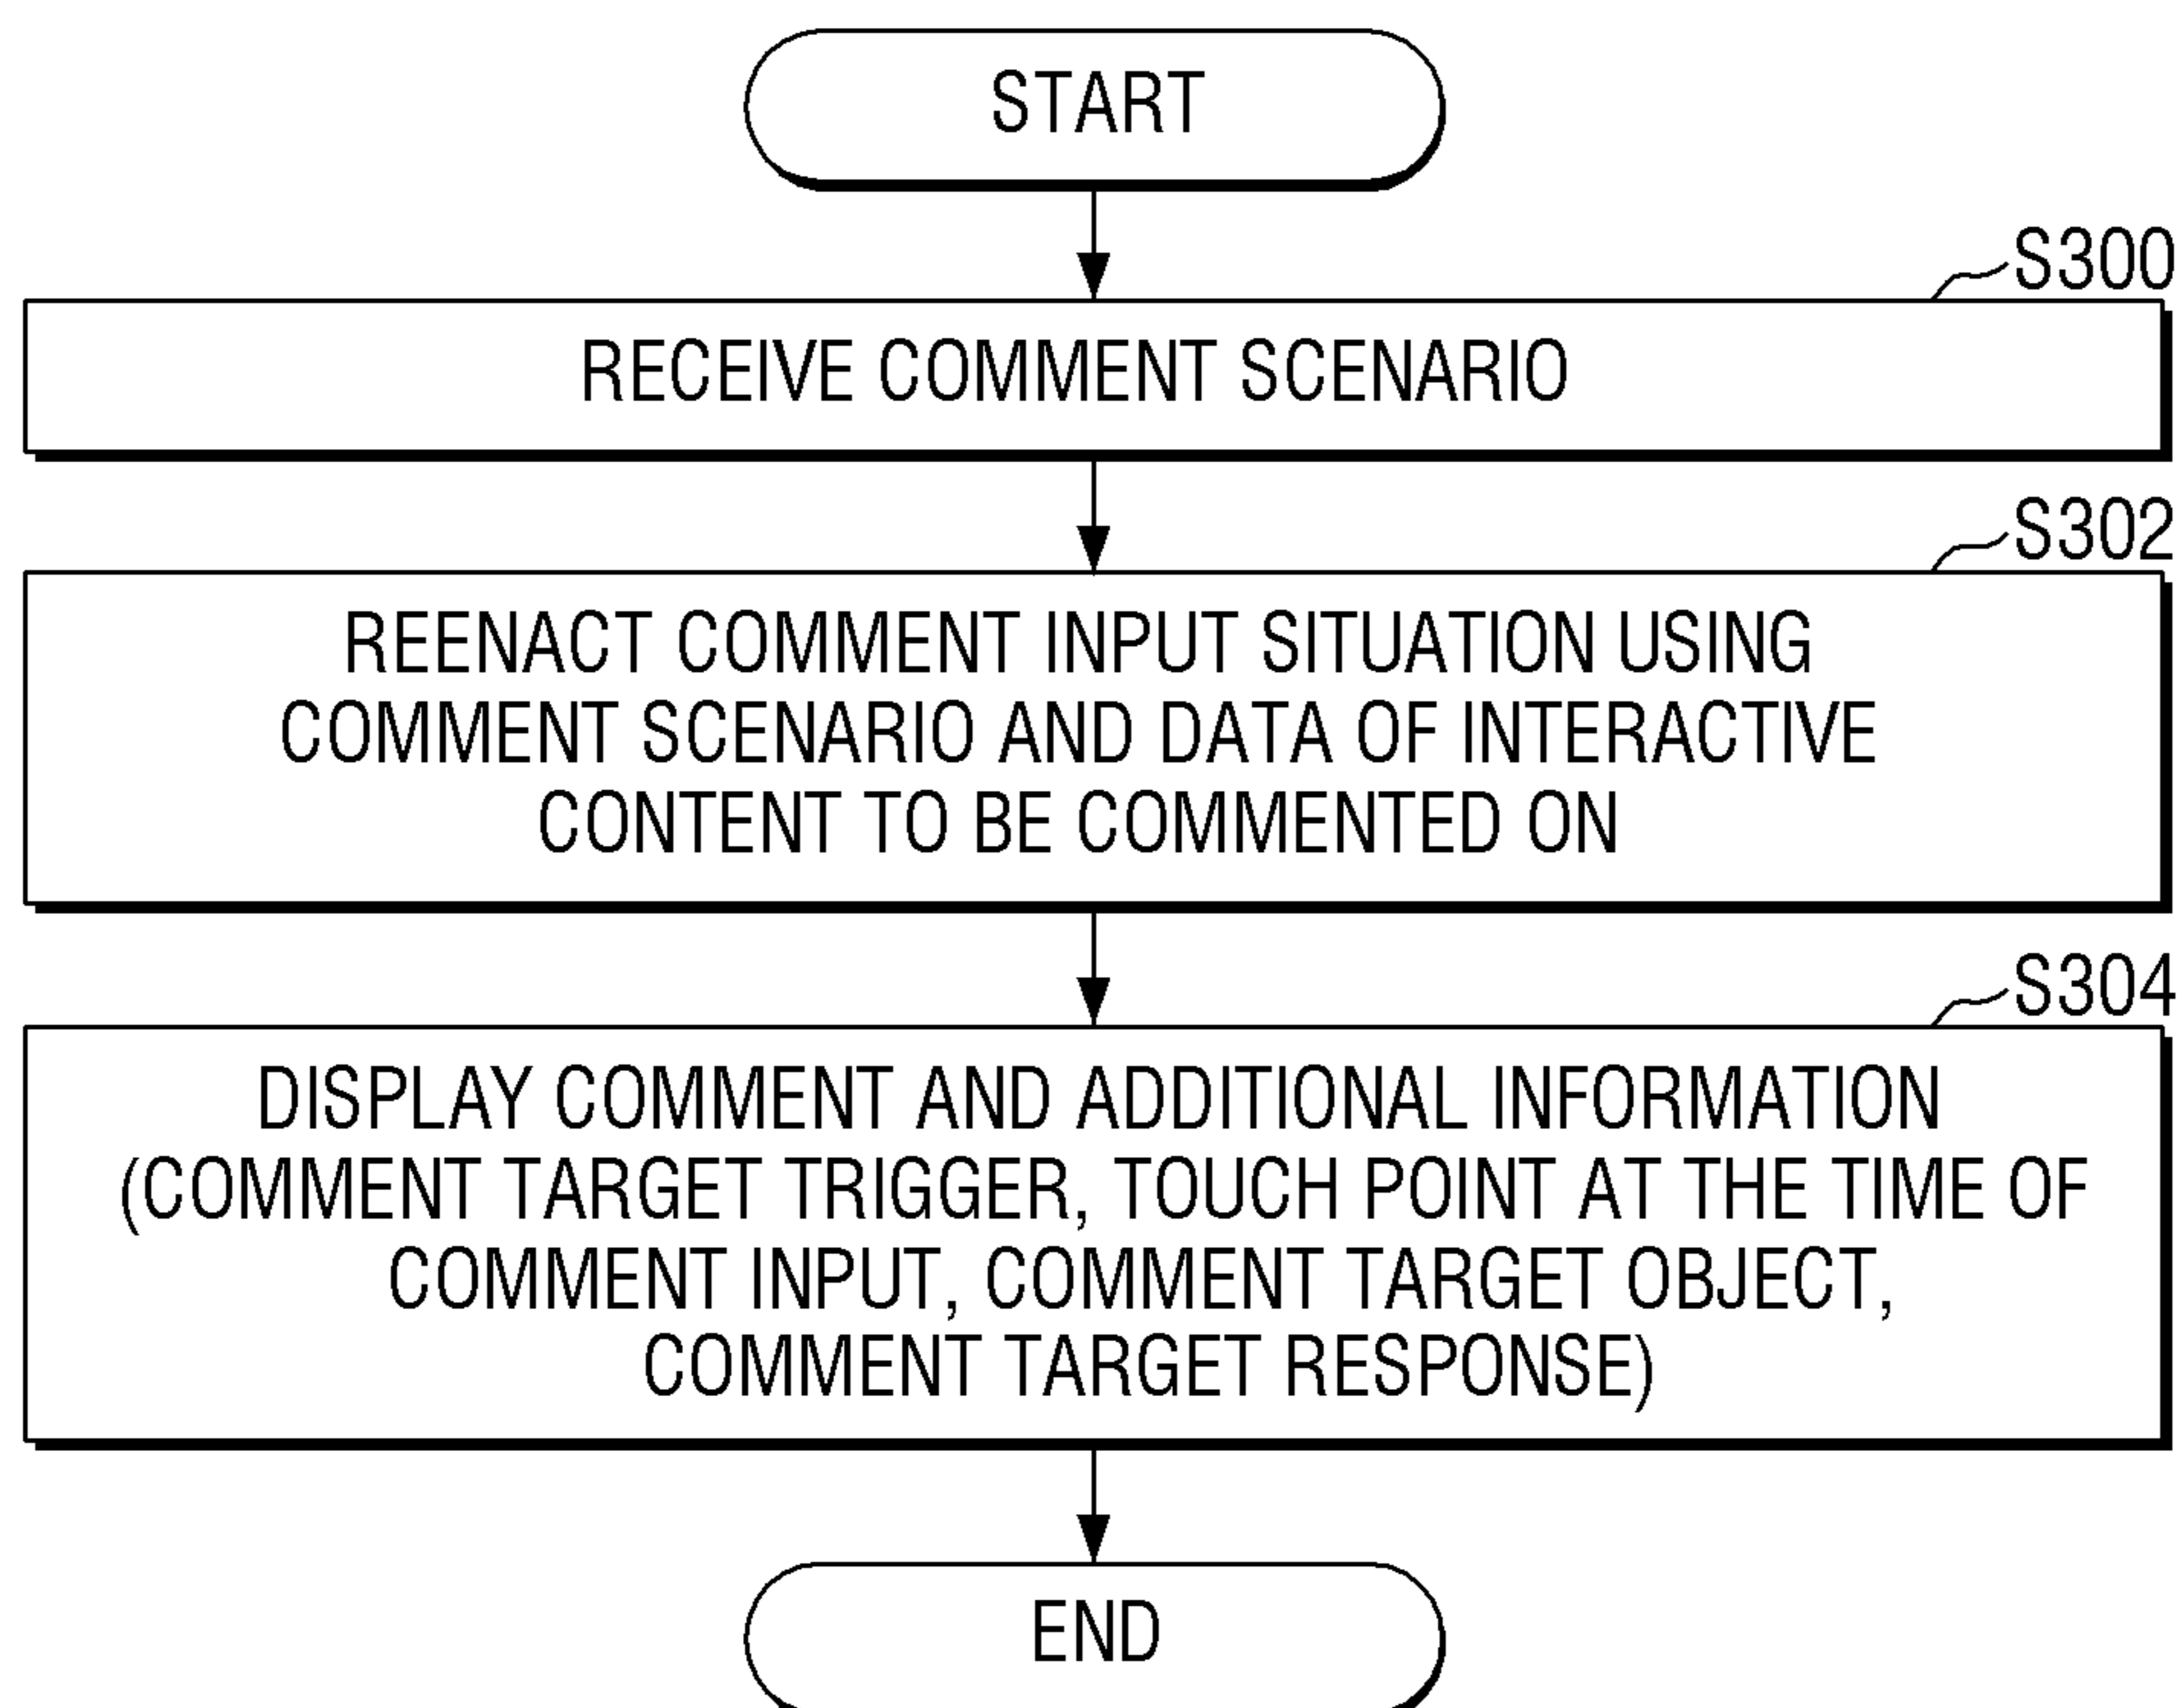 START
S300
RECEIVE COMMENT SCENARIO
S302
REENACT COMMENT INPUT SITUATION USING
COMMENT SCENARIO AND DATA OF INTERACTIVE
CONTENT TO BE COMMENTED ON
S304
DISPLAY COMMENT AND ADDITIONAL INFORMATION
(COMMENT TARGET TRIGGER, TOUCH POINT AT THE TIME OF
COMMENT INPUT, COMMENT TARGET OBJECT,
COMMENT TARGET RESPONSE)
END